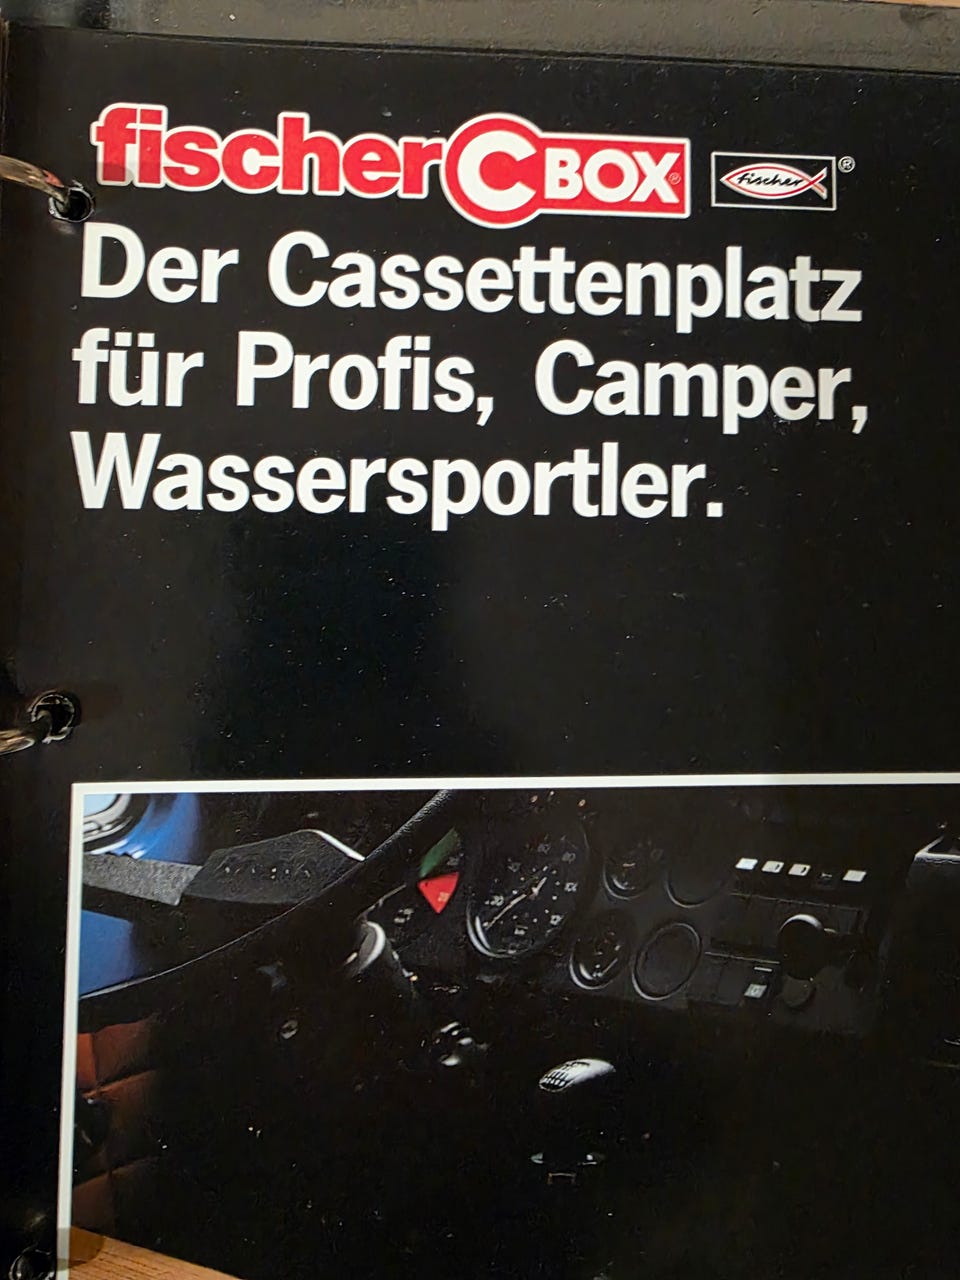 fischer C BOX ® fischer ®
Der Cassettenplatz
für Profis, Camper,
Wassersportler.